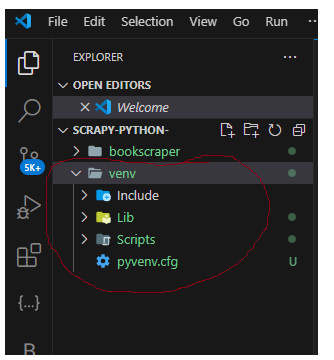 File Edit Selection View Go Run
EXPLORER ...
OPEN EDITORS
Welcome
SCRAPY-PYTHON-
bookscraper
venv
Include
5K+
Lib
Scripts
pyvenv.cfg U